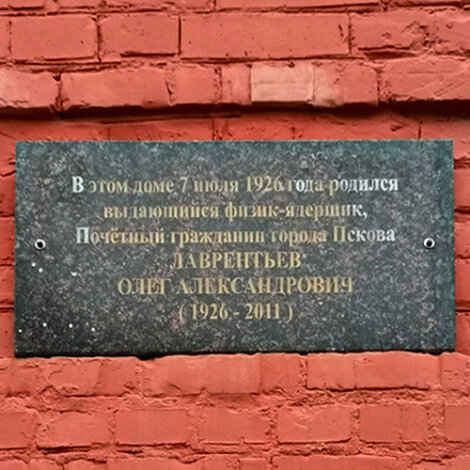 В этом доме 7 июля 1926 года родился
выдающийся физик-ядерщик,
Почётный гражданин города Пскова
ЛАВРЕНТЬЕВ
ОЛЕГ АЛЕКСАНДРОВИЧ
( 1926 - 2011 )